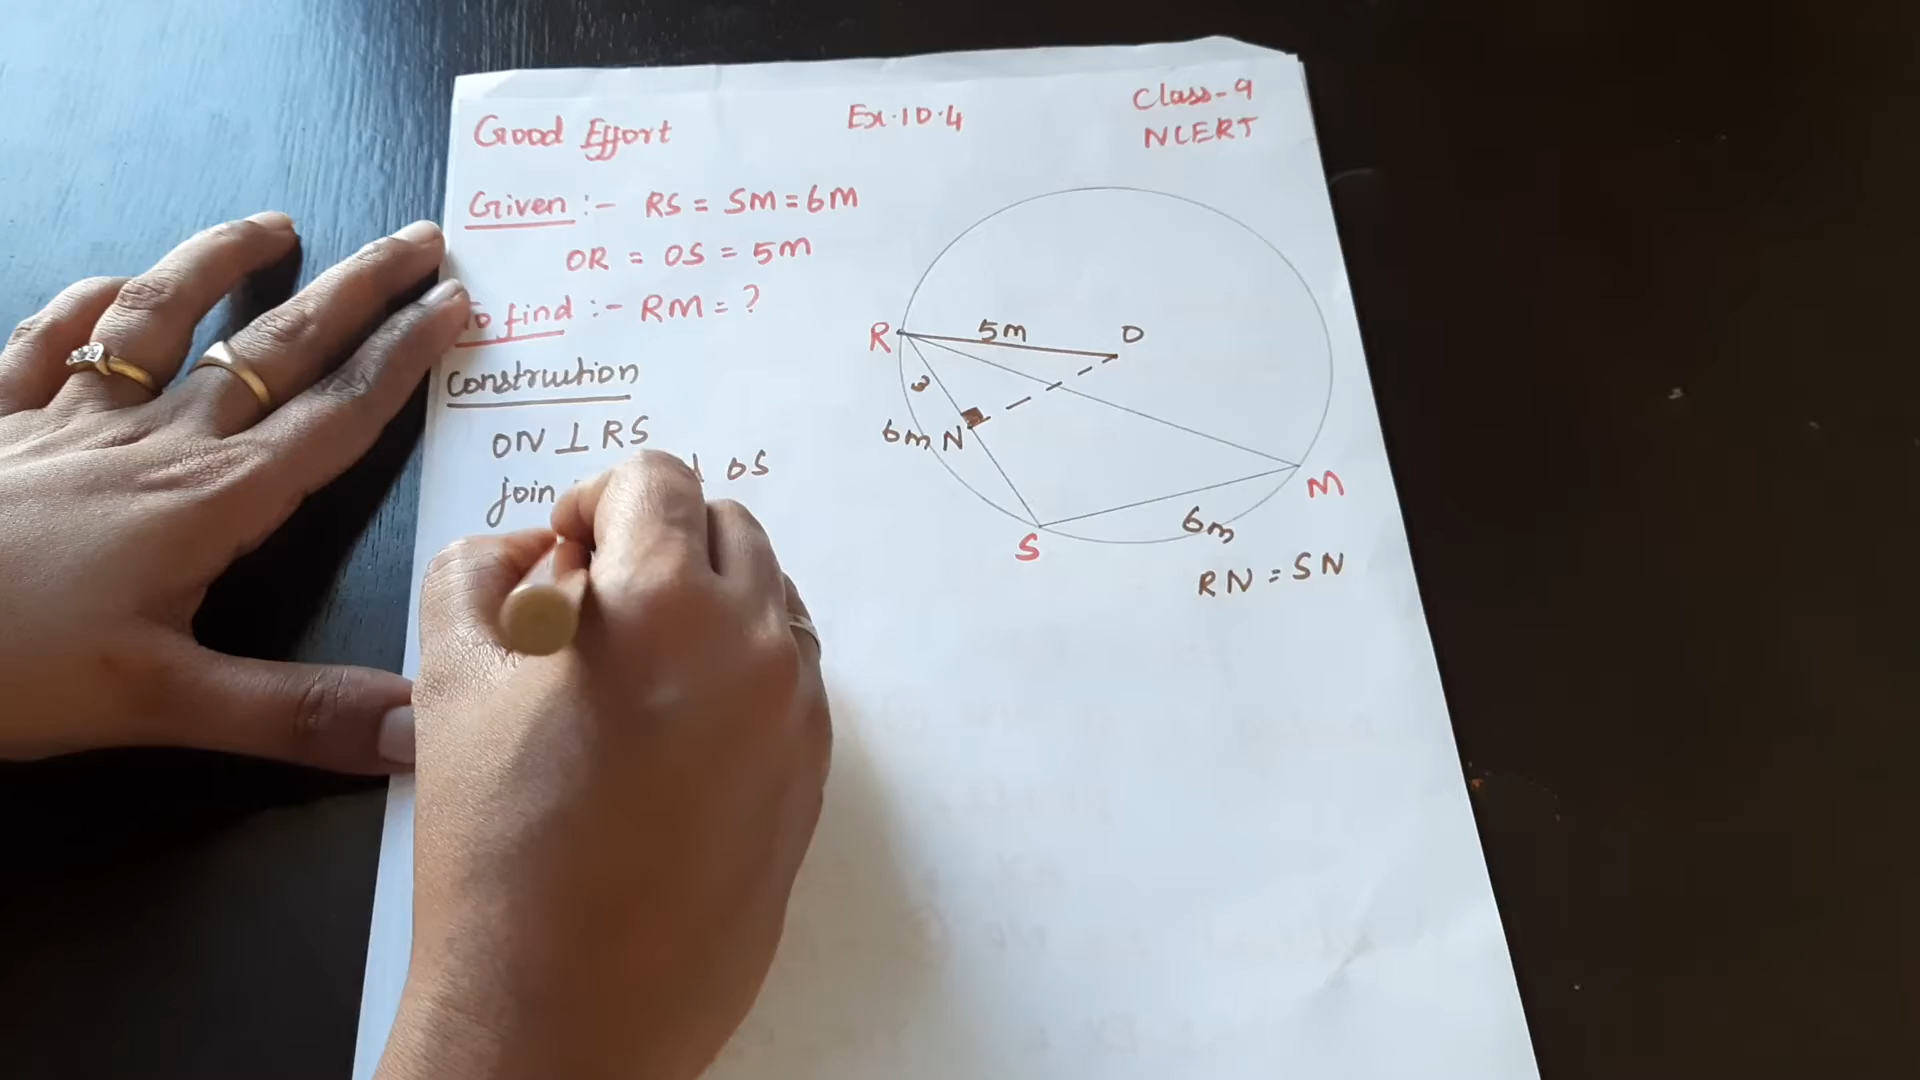 Good Effort
Ex.10.4
Class-9
NCERT
Given :- RS = SM = 6M
OR = OS = 5M
To find :- RM = ?
Construction
ON ⊥ RS
join OS
R
5m
O
3
6m N
M
6m
S
RN = SN